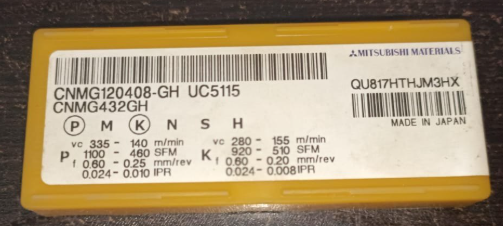 MITSUBISHI MATERIALS
CNMG120408-GH UC5115
CNMG432GH
QU817HTHJM3HX
MADE IN JAPAN
P M K N S H
P vc 335 - 140 m/min
1100 - 460 SFM
f 0.60 - 0.25 mm/rev
0.024 - 0.010 IPR
K vc 280 - 155 m/min
920 - 510 SFM
f 0.60 - 0.20 mm/rev
0.024 - 0.008 IPR